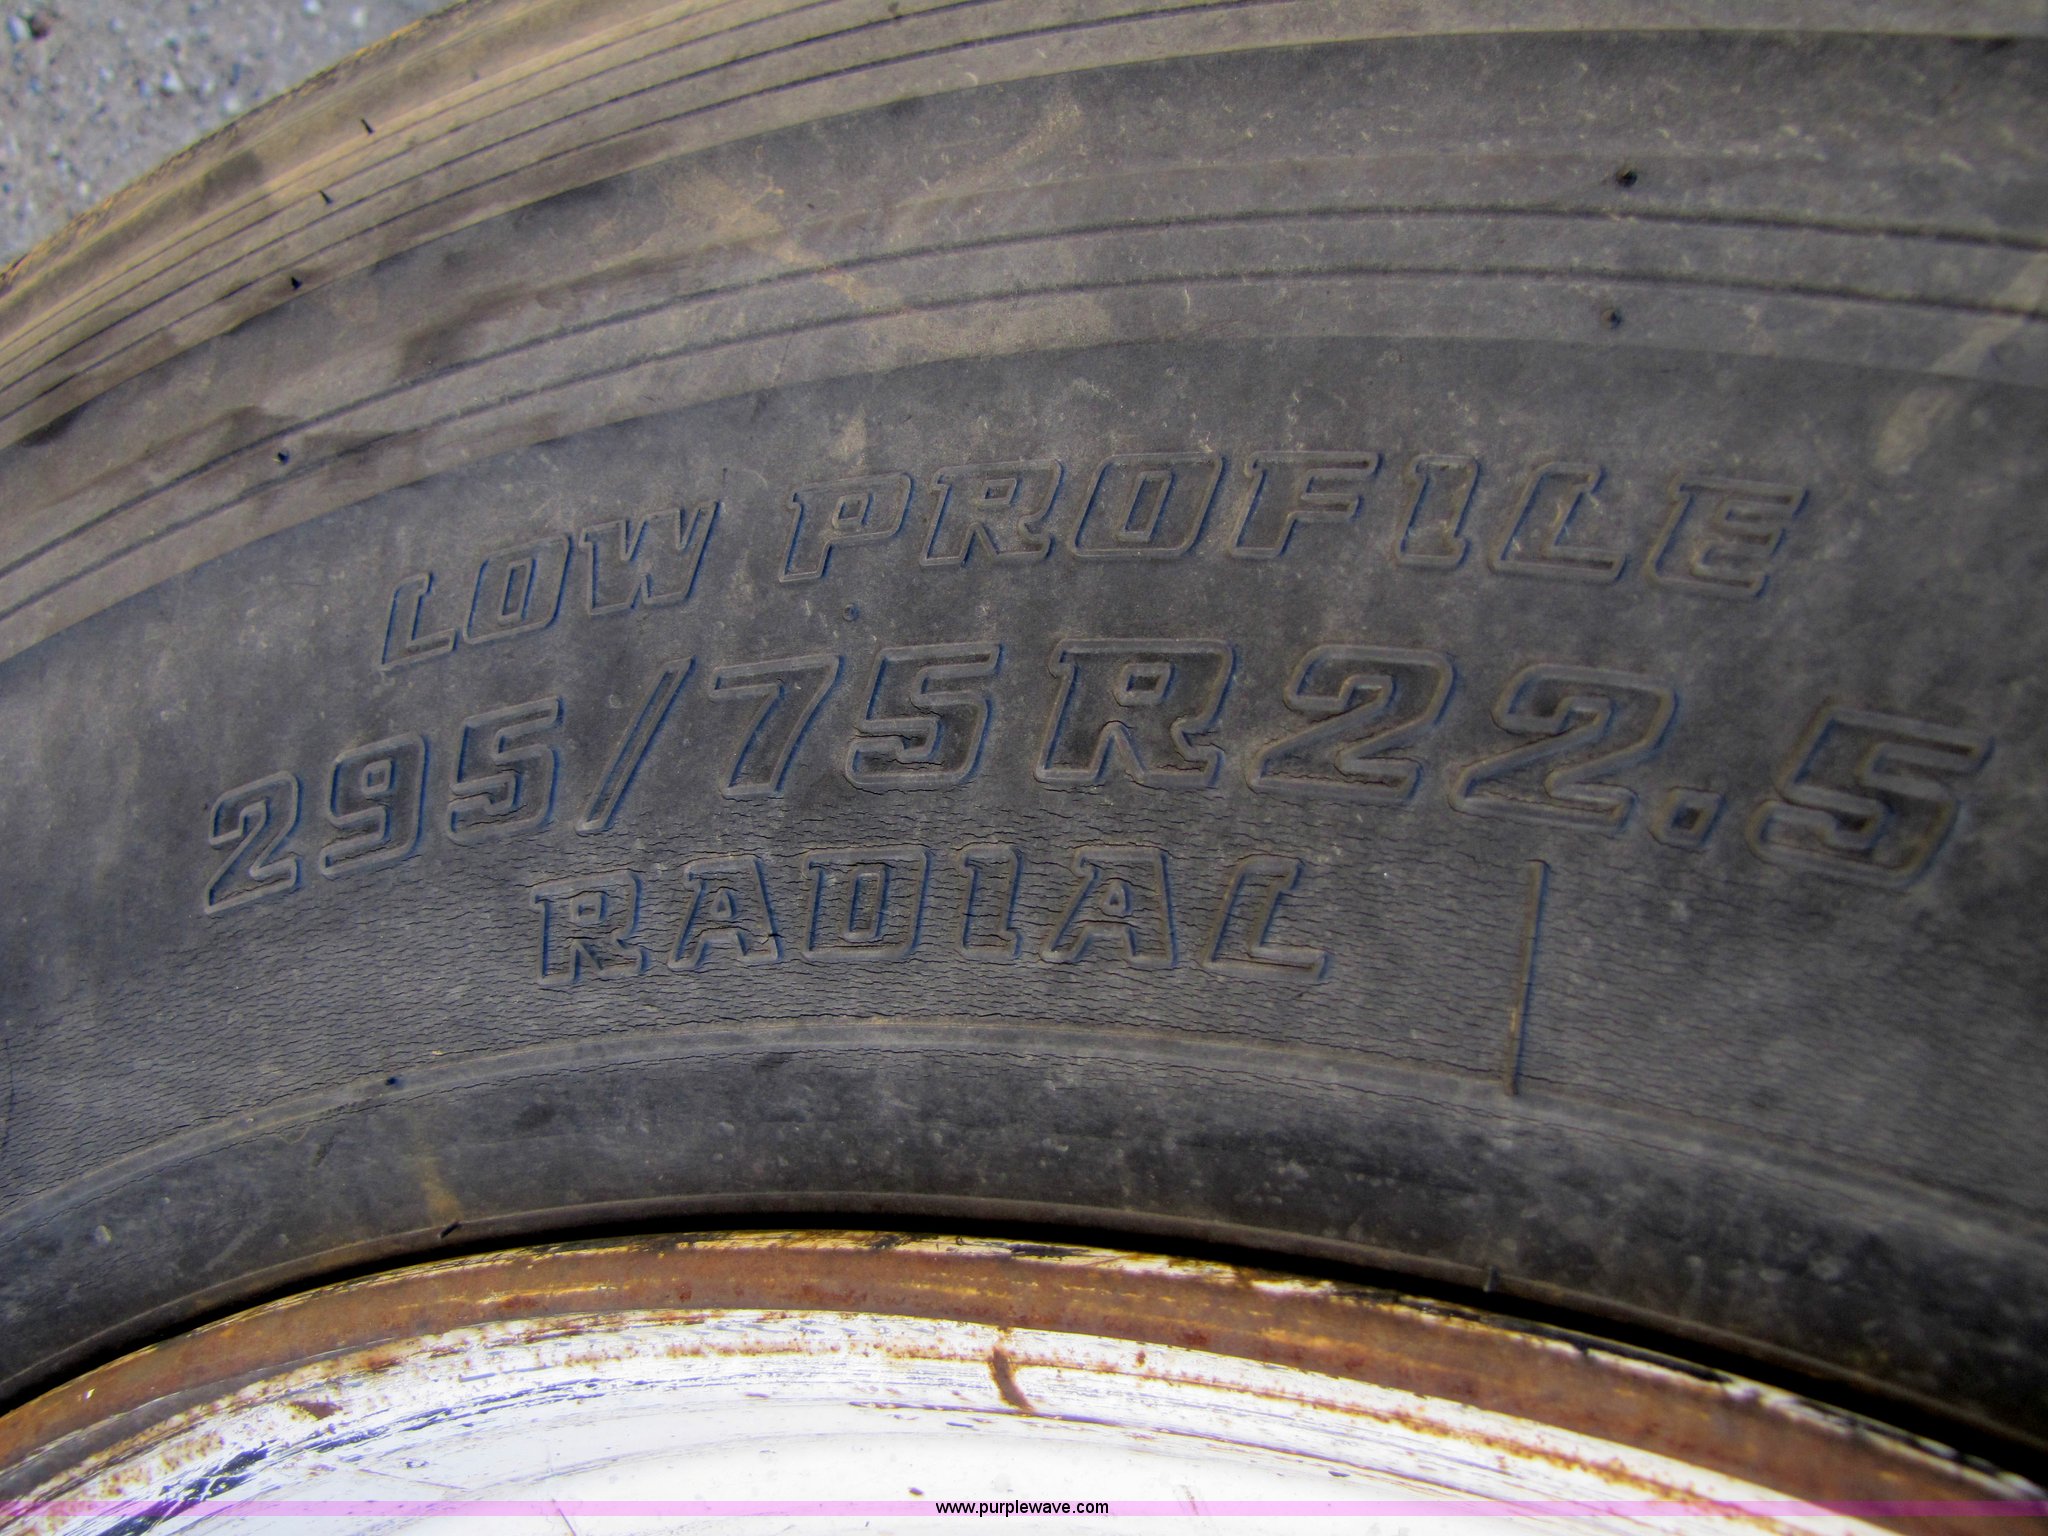 LOW PROFILE
295/75R22.5
RADIAL
www.purplewave.com